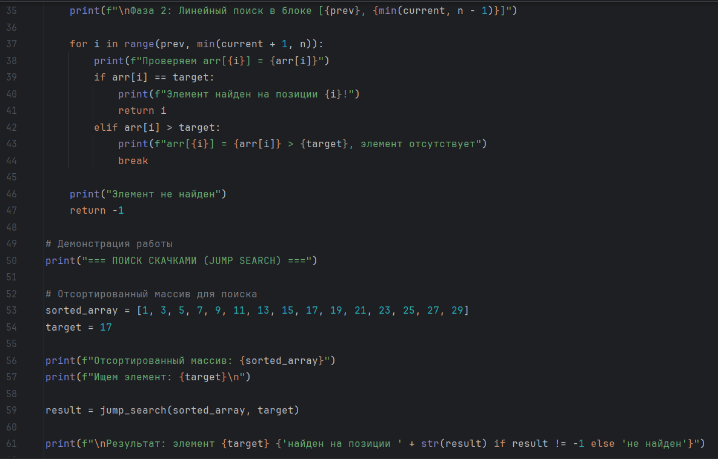 35 print(f"\nФаза 2: Линейный поиск в блоке [{prev}, {min(current, n - 1)}]")
36
37 for i in range(prev, min(current + 1, n)):
38 print(f"Проверяем arr[{i}] = {arr[i]}")
39 if arr[i] == target:
40 print(f"Элемент найден на позиции {i}!")
41 return i
42 elif arr[i] > target:
43 print(f"arr[{i}] = {arr[i]} > {target}, элемент отсутствует")
44 break
45
46 print("Элемент не найден")
47 return -1
48
49 # Демонстрация работы
50 print("=== ПОИСК СКАЧКАМИ (JUMP SEARCH) ===")
51
52 # Отсортированный массив для поиска
53 sorted_array = [1, 3, 5, 7, 9, 11, 13, 15, 17, 19, 21, 23, 25, 27, 29]
54 target = 17
55
56 print(f"Отсортированный массив: {sorted_array}")
57 print(f"Ищем элемент: {target}\n")
58
59 result = jump_search(sorted_array, target)
60
61 print(f"\nРезультат: элемент {target} {'найден на позиции ' + str(result) if result != -1 else 'не найден'}")